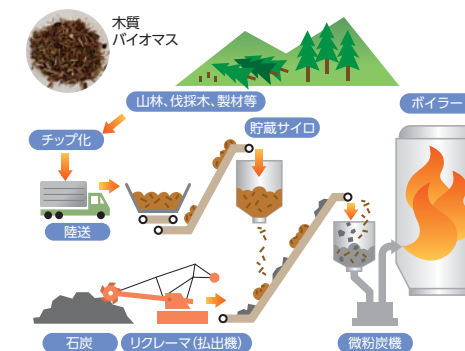 木質
バイオマス
山林、伐採木、製材等
ボイラー
チップ化
貯蔵サイロ
陸送
石炭
リクレーマ(払出機)
微粉炭機